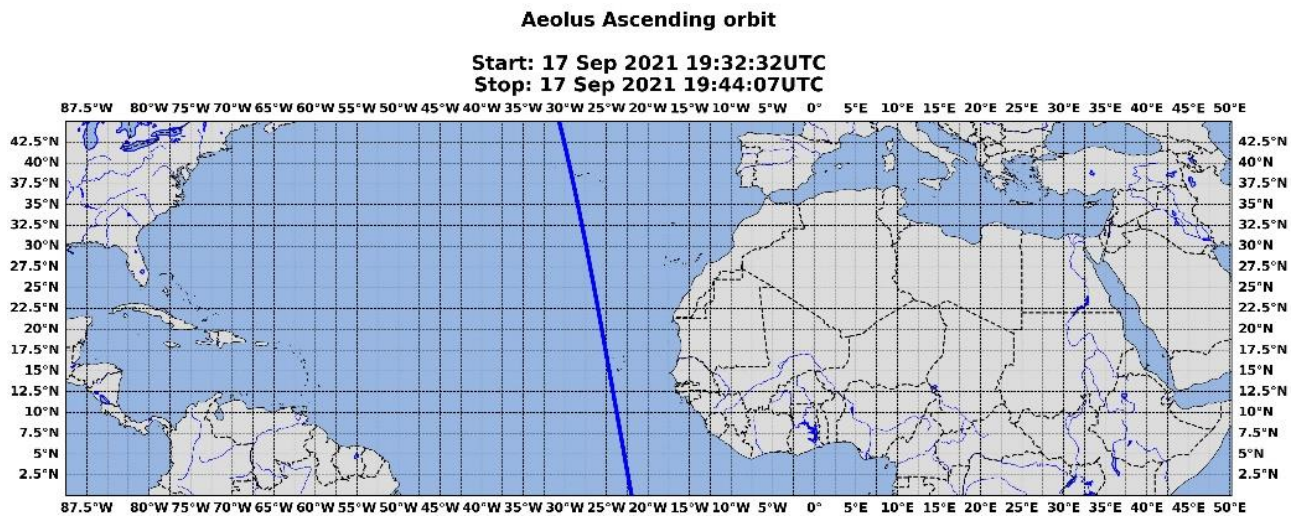 Aeolus Ascending orbit
Start: 17 Sep 2021 19:32:32UTC
Stop: 17 Sep 2021 19:44:07UTC
87.5°W 80°W 75°W 70°W 65°W 60°W 55°W 50°W 45°W 40°W 35°W 30°W 25°W 20°W 15°W 10°W 5°W 0° 5°E 10°E 15°E 20°E 25°E 30°E 35°E 40°E 45°E 50°E
42.5°N 42.5°N
40°N 40°N
37.5°N 37.5°N
35°N 35°N
32.5°N 32.5°N
30°N 30°N
27.5°N 27.5°N
25°N 25°N
22.5°N 22.5°N
20°N 20°N
17.5°N 17.5°N
15°N 15°N
12.5°N 12.5°N
10°N 10°N
7.5°N 7.5°N
5°N 5°N
2.5°N 2.5°N
87.5°W 80°W 75°W 70°W 65°W 60°W 55°W 50°W 45°W 40°W 35°W 30°W 25°W 20°W 15°W 10°W 5°W 0° 5°E 10°E 15°E 20°E 25°E 30°E 35°E 40°E 45°E 50°E